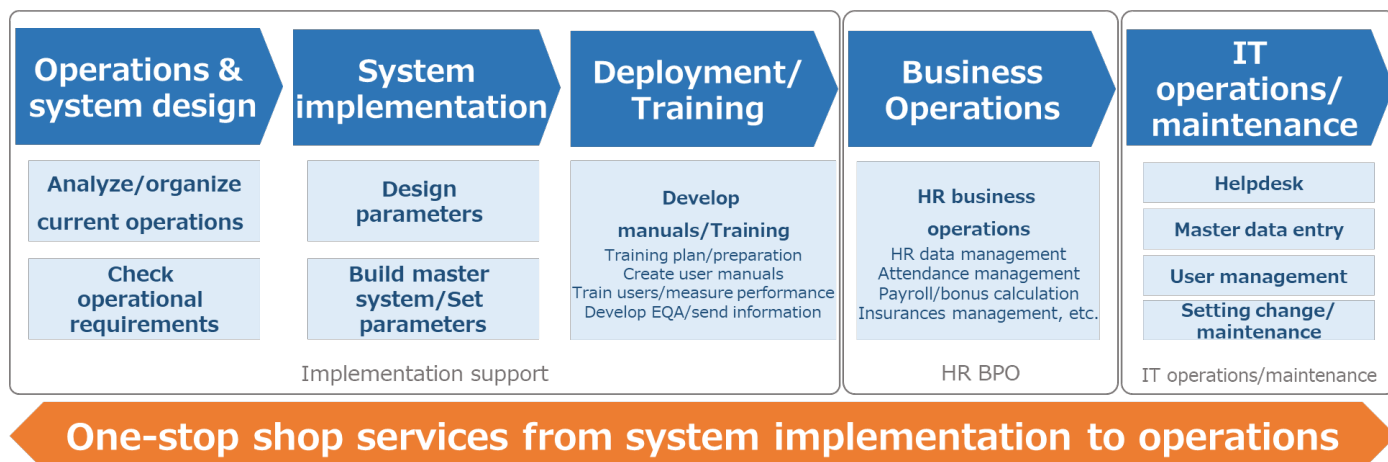 Operations &
system design
Analyze/organize
current operations
Check
operational
requirements
System
implementation
Design
parameters
Build master
system/Set
parameters
Deployment/
Training
Develop
manuals/Training
Training plan/preparation
Create user manuals
Train users/measure performance
Develop EQA/send information
Implementation support
Business
Operations
HR business
operations
HR data management
Attendance management
Payroll/bonus calculation
Insurances management, etc.
HR BPO
IT
operations/
maintenance
Helpdesk
Master data entry
User management
Setting change/
maintenance
IT operations/maintenance
One-stop shop services from system implementation to operations